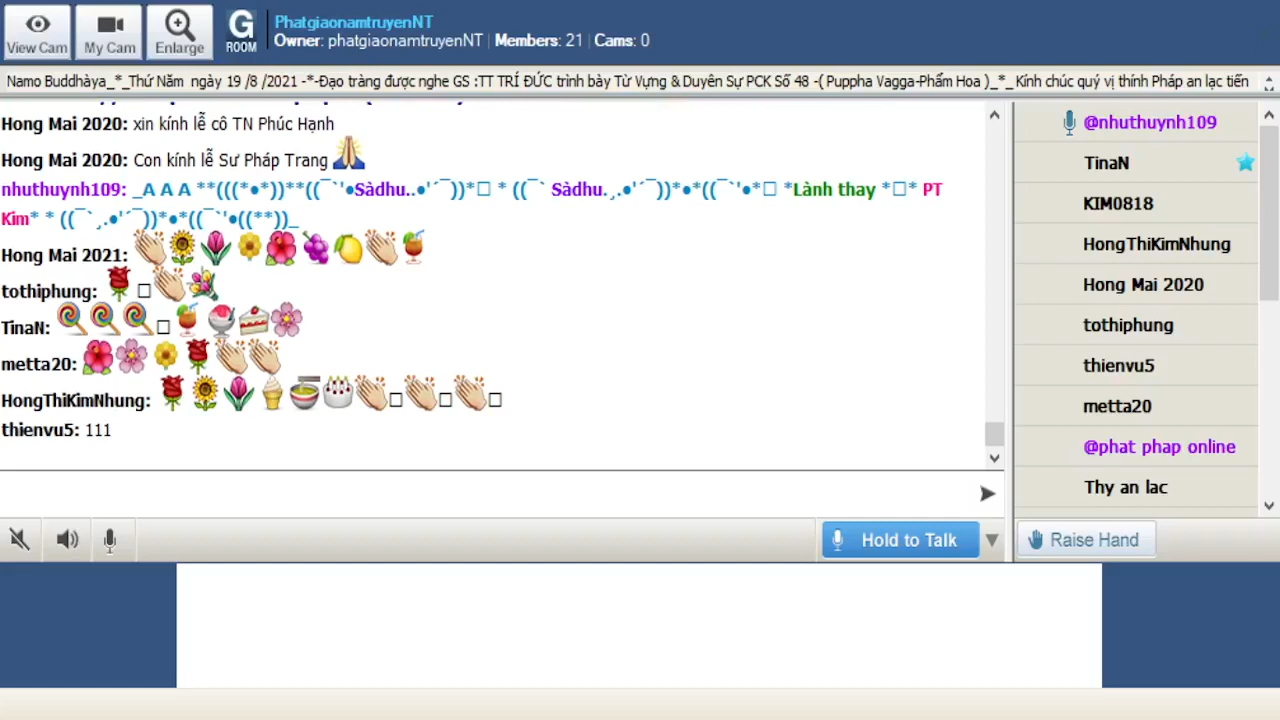 View Cam
My Cam
Enlarge
G
ROOM
PhatgiaonamtruyenNT
Owner: phatgiaonamtruyenNT | Members: 21 | Cams: 0
Namo Buddhàya_*_Thứ Năm ngày 19 /8 /2021 -*-Đạo tràng được nghe GS :TT TRÍ ĐỨC trình bày Từ Vựng & Duyên Sự PCK Số 48 -( Puppha Vagga-Phẩm Hoa )_*_Kính chúc quý vị thính Pháp an lạc tiến
Hong Mai 2020: xin kính lễ cô TN Phúc Hạnh
Hong Mai 2020: Con kính lễ Sư Pháp Trang 🙏
nhuthuynh109: _A A A **(((*•*))**((¯`'•Sàdhu..•'´¯))*□ * ((¯` Sàdhu.¸.•'´¯))*•*((¯`'•*□ *Lành thay *□* PT
Kim* * ((¯`¸.•'´¯))*•*((¯`'•((**))_
Hong Mai 2021: 👏🌻🌷🌼🌺🍇🍋👏🍹
tothiphung: 🌹□👏💐
TinaN: 🍭🍭🍭□🍹🍧🍰🌸
metta20: 🌺🌸🌼🌹👏👏
HongThiKimNhung: 🌹🌻🌷🍦🍵🎂👏□👏□👏□
thienvu5: 111
Hold to Talk
@nhuthuynh109
TinaN
KIM0818
HongThiKimNhung
Hong Mai 2020
tothiphung
thienvu5
metta20
@phat phap online
Thy an lac
Raise Hand